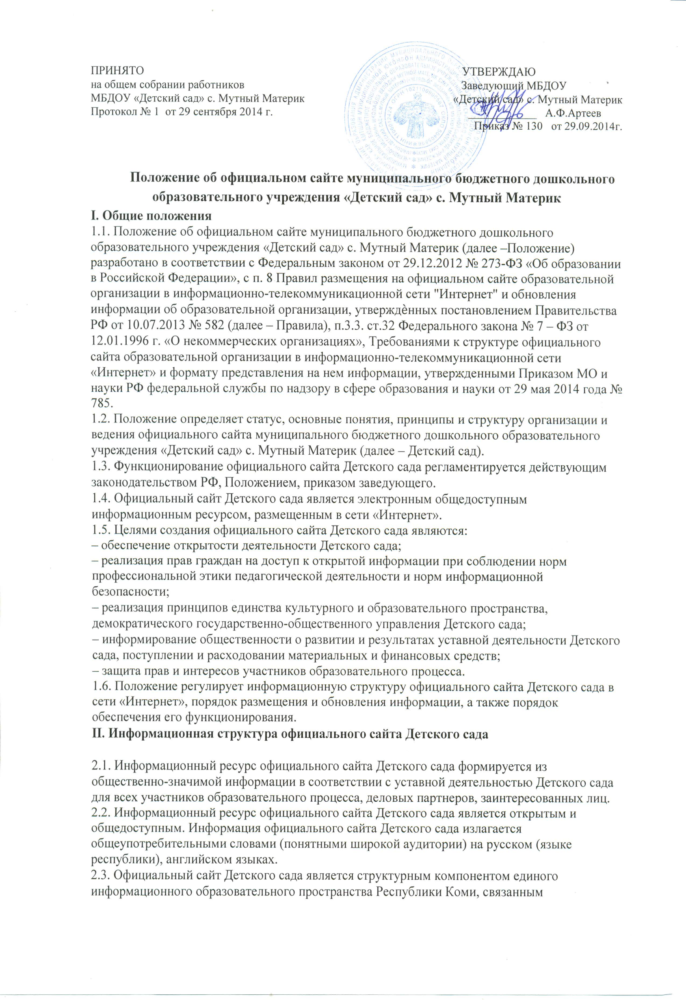 ПРИНЯТО
на общем собрании работников
МБДОУ «Детский сад» с. Мутный Материк
Протокол № 1 от 29 сентября 2014 г.
УТВЕРЖДАЮ
Заведующий МБДОУ
«Детский сад» с. Мутный Материк
____________ А.Ф.Артеев
Приказ № 130 от 29.09.2014г.
Положение об официальном сайте муниципального бюджетного дошкольного
образовательного учреждения «Детский сад» с. Мутный Материк
I. Общие положения
1.1. Положение об официальном сайте муниципального бюджетного дошкольного
образовательного учреждения «Детский сад» с. Мутный Материк (далее –Положение)
разработано в соответствии с Федеральным законом от 29.12.2012 № 273-ФЗ «Об образовании
в Российской Федерации», с п. 8 Правил размещения на официальном сайте образовательной
организации в информационно-телекоммуникационной сети "Интернет" и обновления
информации об образовательной организации, утверждѐнных постановлением Правительства
РФ от 10.07.2013 № 582 (далее – Правила), п.3.3. ст.32 Федерального закона № 7 – ФЗ от
12.01.1996 г. «О некоммерческих организациях», Требованиями к структуре официального
сайта образовательной организации в информационно-телекоммуникационной сети
«Интернет» и формату представления на нем информации, утвержденными Приказом МО и
науки РФ федеральной службы по надзору в сфере образования и науки от 29 мая 2014 года №
785.
1.2. Положение определяет статус, основные понятия, принципы и структуру организации и
ведения официального сайта муниципального бюджетного дошкольного образовательного
учреждения «Детский сад» с. Мутный Материк (далее – Детский сад).
1.3. Функционирование официального сайта Детского сада регламентируется действующим
законодательством РФ, Положением, приказом заведующего.
1.4. Официальный сайт Детского сада является электронным общедоступным
информационным ресурсом, размещенным в сети «Интернет».
1.5. Целями создания официального сайта Детского сада являются:
– обеспечение открытости деятельности Детского сада;
– реализация прав граждан на доступ к открытой информации при соблюдении норм
профессиональной этики педагогической деятельности и норм информационной
безопасности;
– реализация принципов единства культурного и образовательного пространства,
демократического государственно-общественного управления Детского сада;
– информирование общественности о развитии и результатах уставной деятельности Детского
сада, поступлении и расходовании материальных и финансовых средств;
– защита прав и интересов участников образовательного процесса.
1.6. Положение регулирует информационную структуру официального сайта Детского сада в
сети «Интернет», порядок размещения и обновления информации, а также порядок
обеспечения его функционирования.
II. Информационная структура официального сайта Детского сада
2.1. Информационный ресурс официального сайта Детского сада формируется из
общественно-значимой информации в соответствии с уставной деятельностью Детского сада
для всех участников образовательного процесса, деловых партнеров, заинтересованных лиц.
2.2. Информационный ресурс официального сайта Детского сада является открытым и
общедоступным. Информация официального сайта Детского сада излагается
общеупотребительными словами (понятными широкой аудитории) на русском (языке
республики), английском языках.
2.3. Официальный сайт Детского сада является структурным компонентом единого
информационного образовательного пространства Республики Коми, связанным